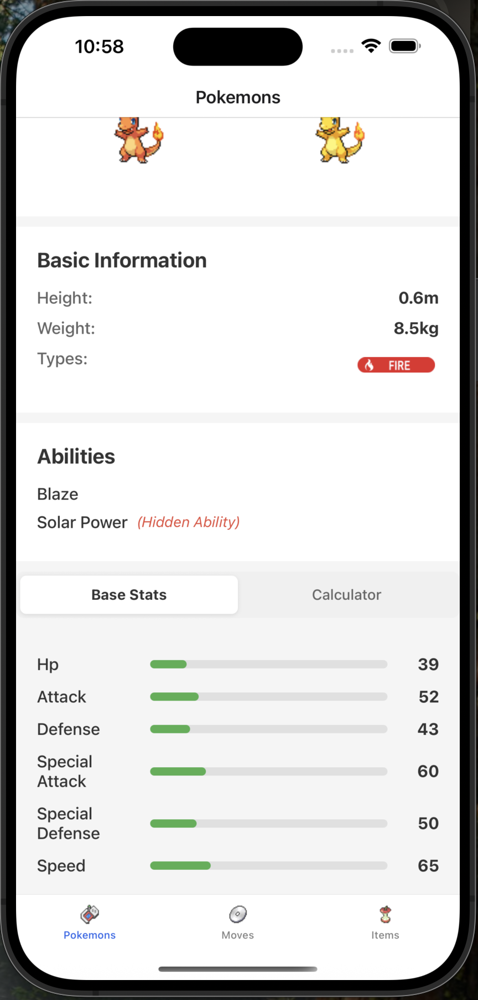 10:58
Pokemons
Basic Information
Height: 0.6m
Weight: 8.5kg
Types: FIRE
Abilities
Blaze
Solar Power (Hidden Ability)
Base Stats Calculator
Hp 39
Attack 52
Defense 43
Special
Attack 60
Special
Defense 50
Speed 65
Pokemons Moves Items